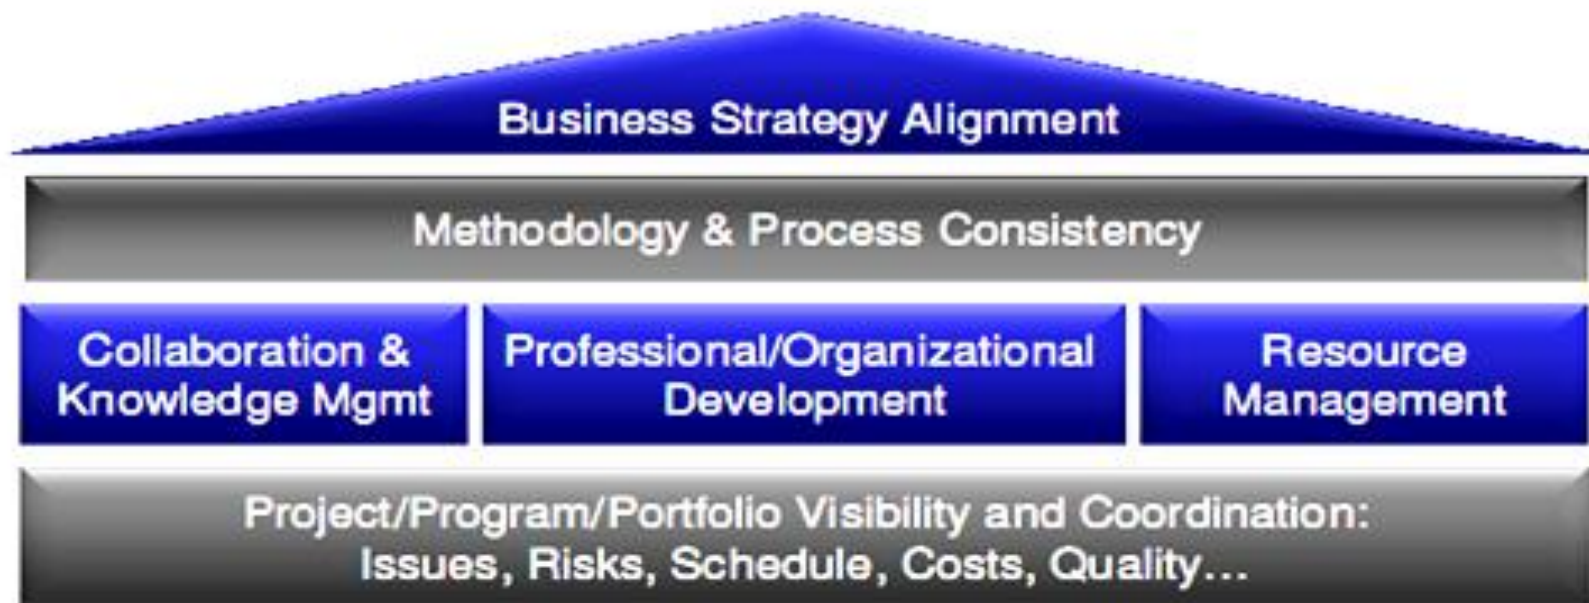 Business Strategy Alignment
Methodology & Process Consistency
Collaboration &
Knowledge Mgmt
Professional/Organizational
Development
Resource
Management
Project/Program/Portfolio Visibility and Coordination:
Issues, Risks, Schedule, Costs, Quality...